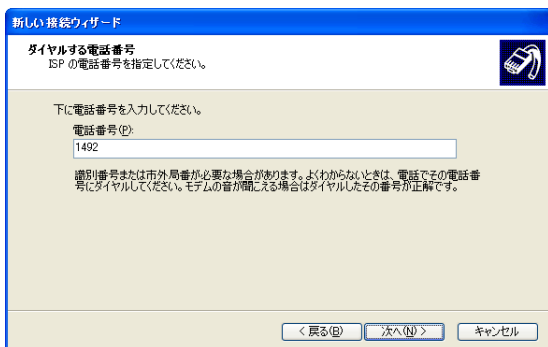 新しい接続ウィザード
ダイヤルする電話番号
ISP の電話番号を指定してください。
下に電話番号を入力してください。
電話番号(P):
1492
識別番号または市外局番が必要な場合があります。よくわからないときは、電話でその電話番
号にダイヤルしてください。モデムの音が聞こえる場合はダイヤルしたその番号が正解です。
< 戻る(B) 次へ(N) > キャンセル